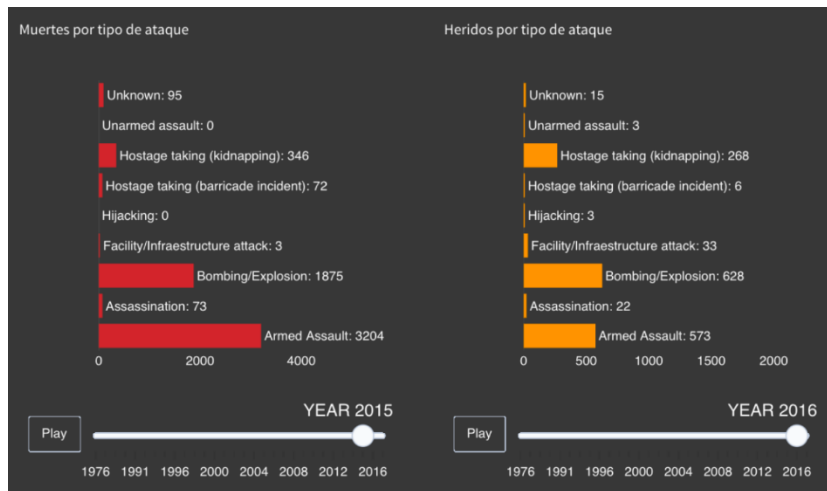 Muertes por tipo de ataque
Unknown: 95
Unarmed assault: 0
Hostage taking (kidnapping): 346
Hostage taking (barricade incident): 72
Hijacking: 0
Facility/Infraestructure attack: 3
Bombing/Explosion: 1875
Assassination: 73
Armed Assault: 3204
0 2000 4000
YEAR 2015
Play
1976 1991 1996 2000 2004 2008 2012 2016
Heridos por tipo de ataque
Unknown: 15
Unarmed assault: 3
Hostage taking (kidnapping): 268
Hostage taking (barricade incident): 6
Hijacking: 3
Facility/Infraestructure attack: 33
Bombing/Explosion: 628
Assassination: 22
Armed Assault: 573
0 500 1000 1500 2000
YEAR 2016
Play
1976 1991 1996 2000 2004 2008 2012 2016